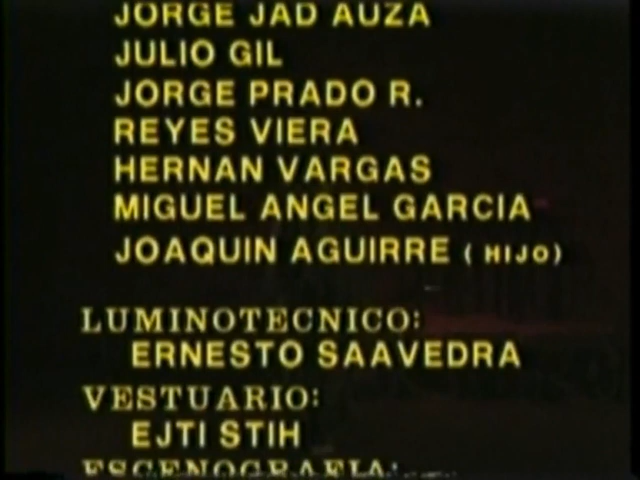 JORGE JAD AUZA
JULIO GIL
JORGE PRADO R.
REYES VIERA
HERNAN VARGAS
MIGUEL ANGEL GARCIA
JOAQUIN AGUIRRE ( HIJO)
LUMINOTECNICO:
ERNESTO SAAVEDRA
VESTUARIO:
EJTI STIH
ESCENOGRAFIA: